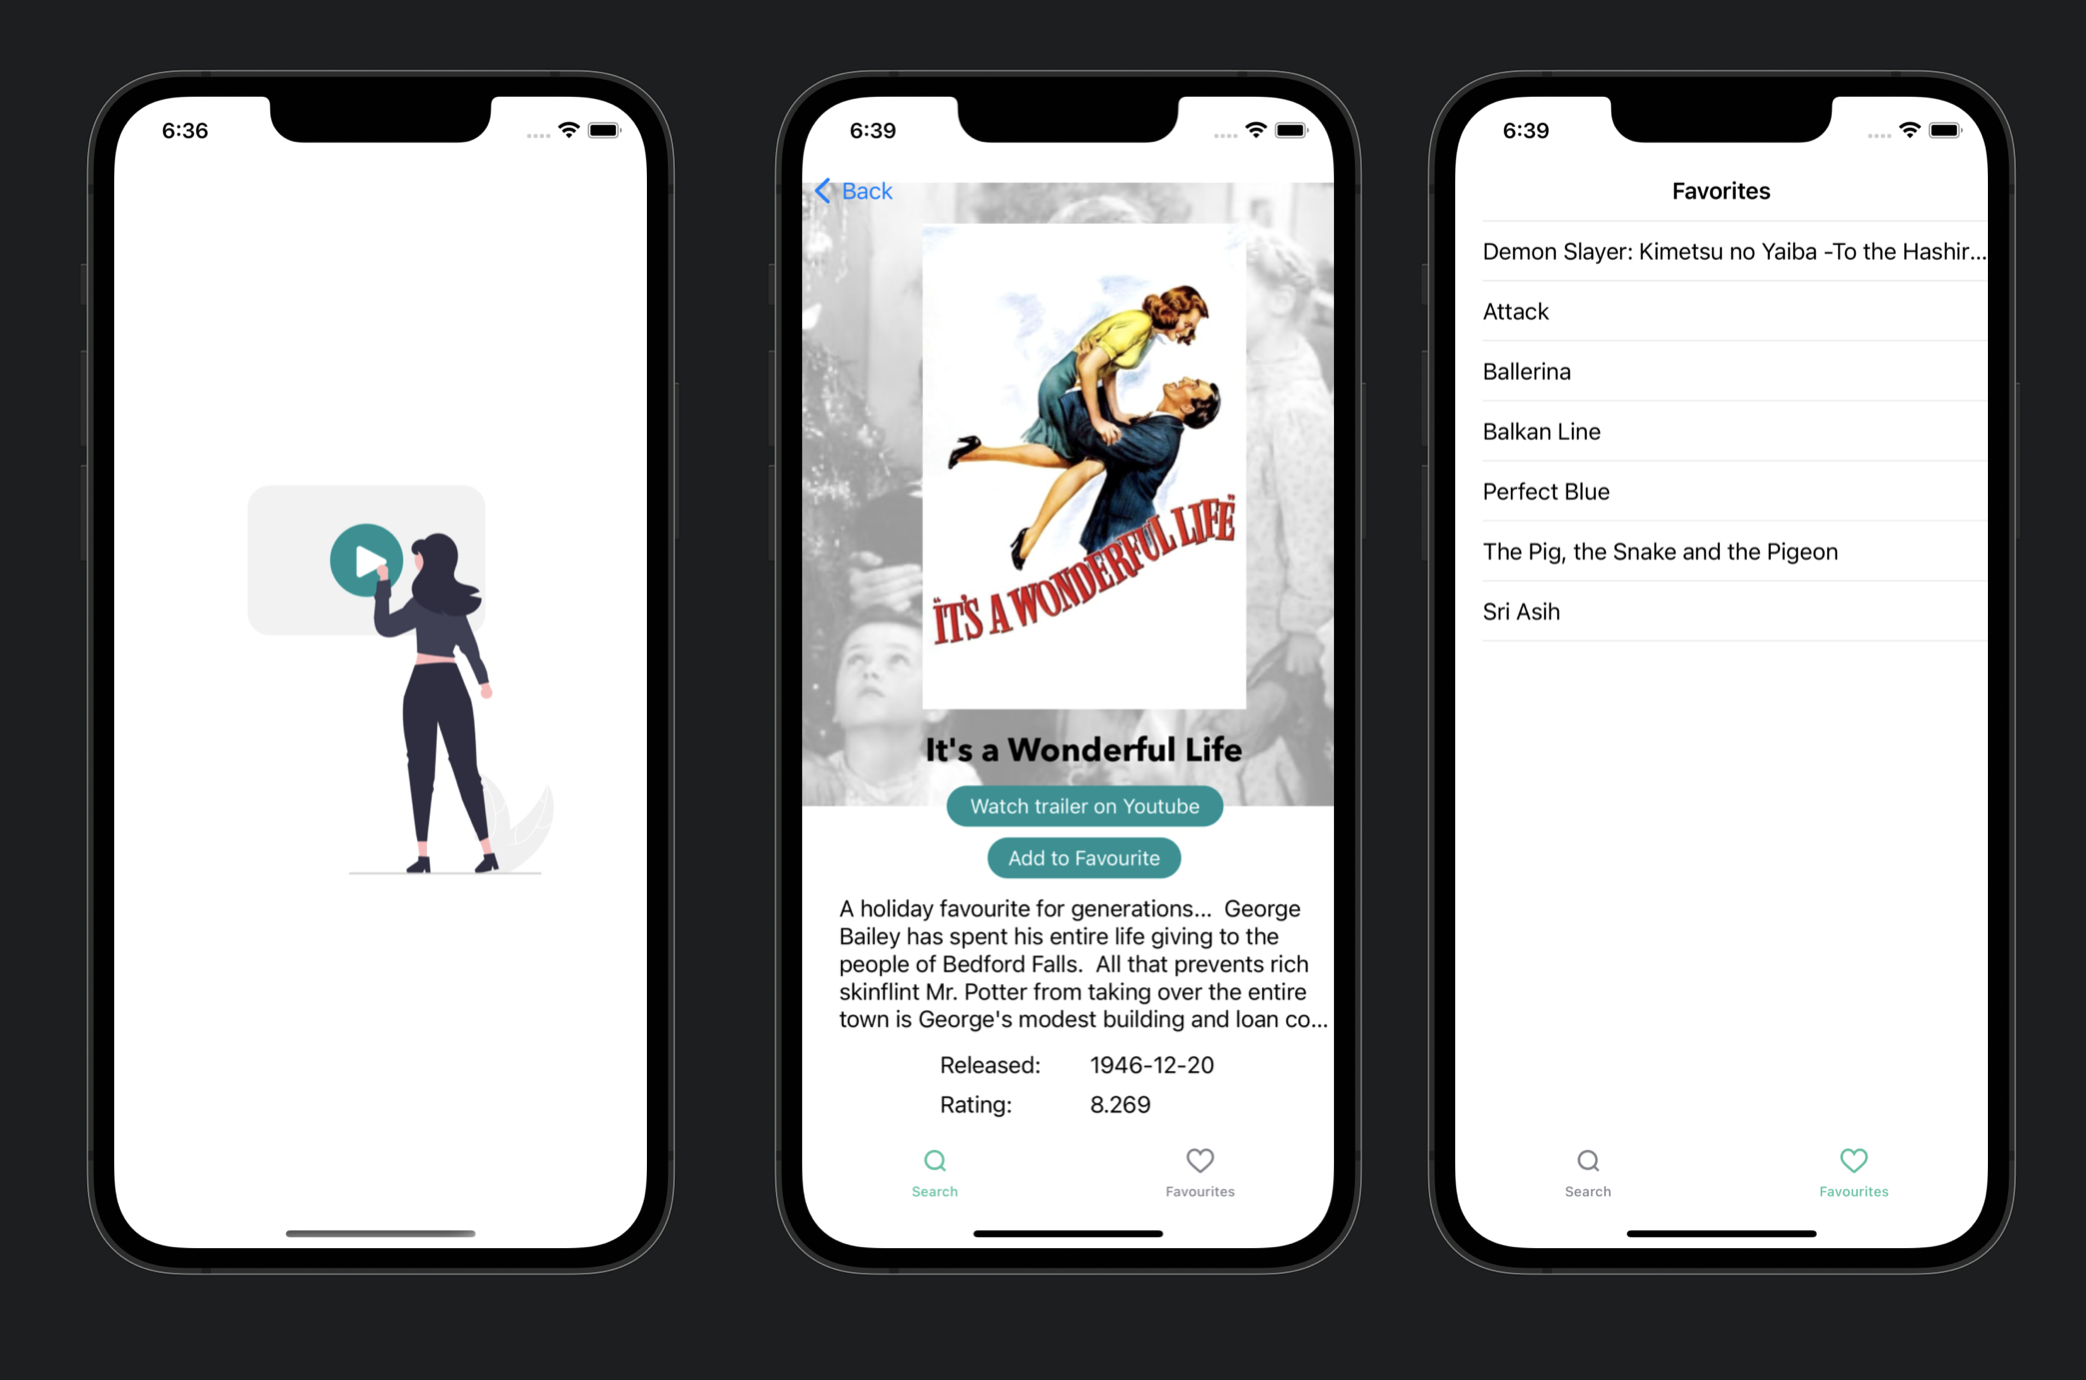 6:36
6:39
Back
"IT'S A WONDERFUL LIFE"
It's a Wonderful Life
Watch trailer on Youtube
Add to Favourite
A holiday favourite for generations...  George
Bailey has spent his entire life giving to the
people of Bedford Falls.  All that prevents rich
skinflint Mr. Potter from taking over the entire
town is George's modest building and loan co...
Released: 1946-12-20
Rating: 8.269
Search Favourites
6:39
Favorites
Demon Slayer: Kimetsu no Yaiba -To the Hashir...
Attack
Ballerina
Balkan Line
Perfect Blue
The Pig, the Snake and the Pigeon
Sri Asih
Search Favourites